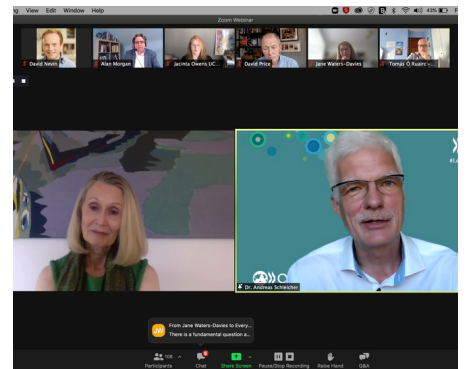 View Edit Window Help
43%
Zoom Webinar
David Nevin
Alan Morgan
Jacinta Owens UC...
David Price
Jane Waters-Davies
Tomás Ó Ruairc -...
Dr. Andreas Schleicher
JW
From Jane Waters-Davies to Every...
There is a fundamental question a...
Participants
Chat
Share Screen
Pause/Stop Recording
Raise Hand
Q&A